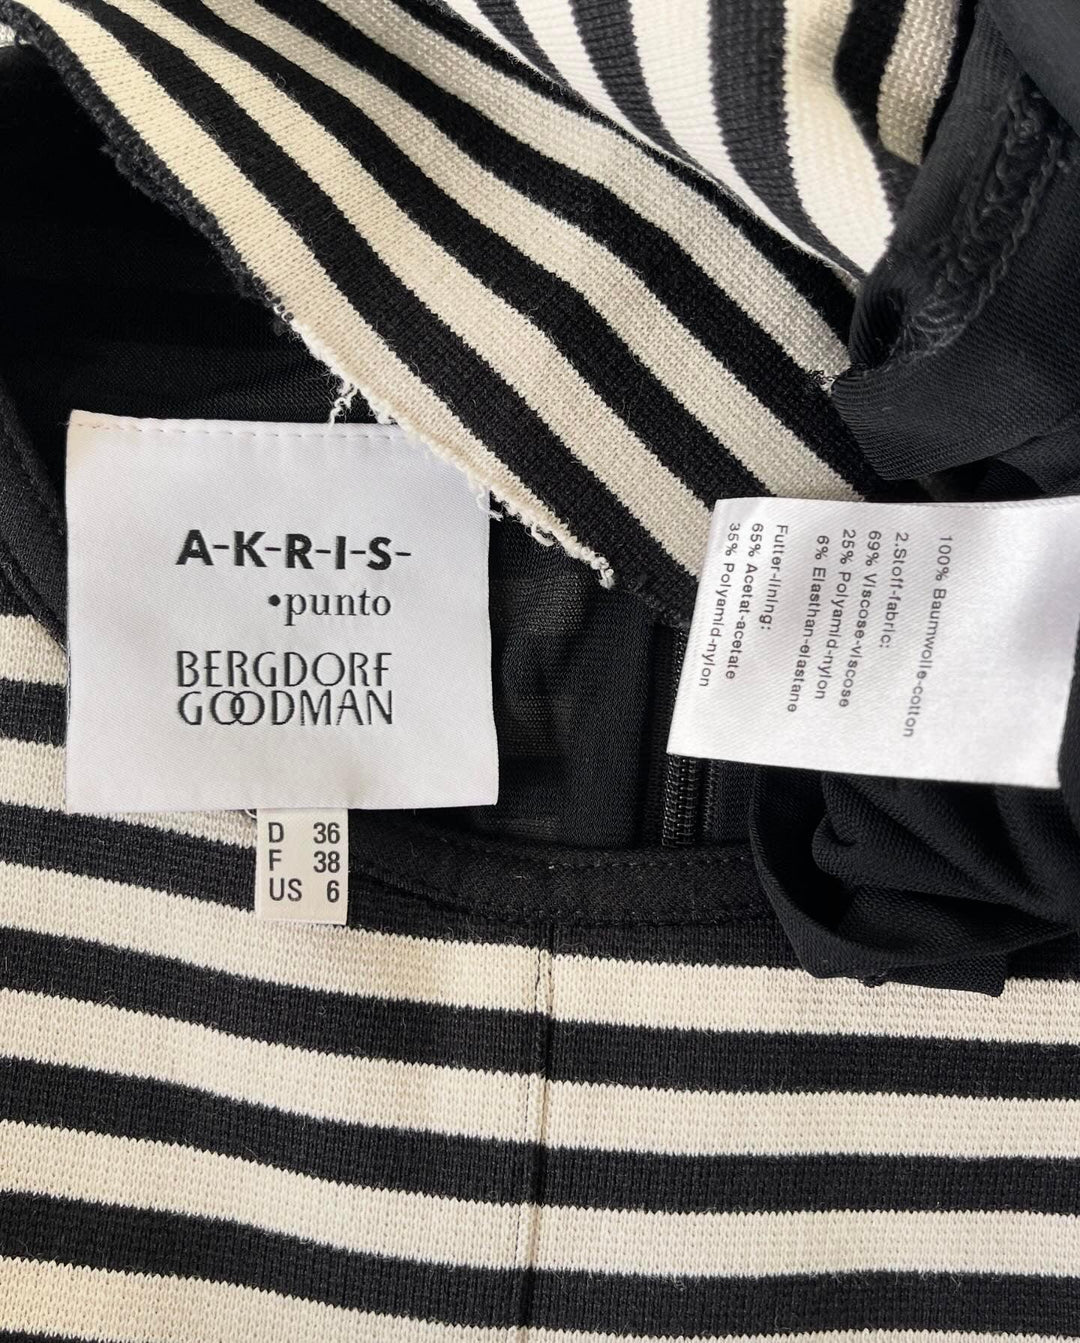 A-K-R-I-S-
•punto
BERGDORF
GOODMAN
D 36
F 38
US 6
100% Baumwolle-cotton
2.Stoff-fabric:
69% Viscose-viscose
25% Polyamid-nylon
6% Elasthan-elastane
Futter-lining:
65% Acetat-acetate
35% Polyamid-nylon